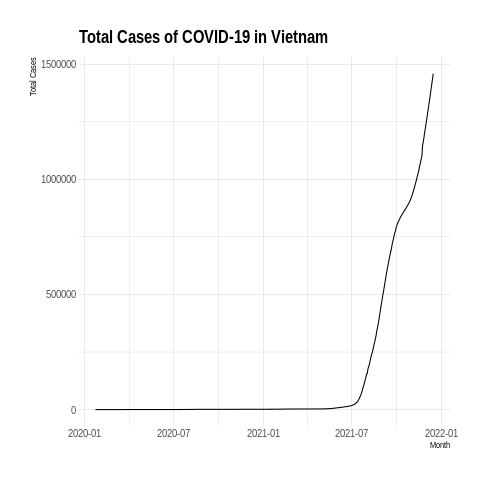 Total Cases of COVID-19 in Vietnam
Total Cases
1500000
1000000
500000
0
2020-01 2020-07 2021-01 2021-07 2022-01
Month